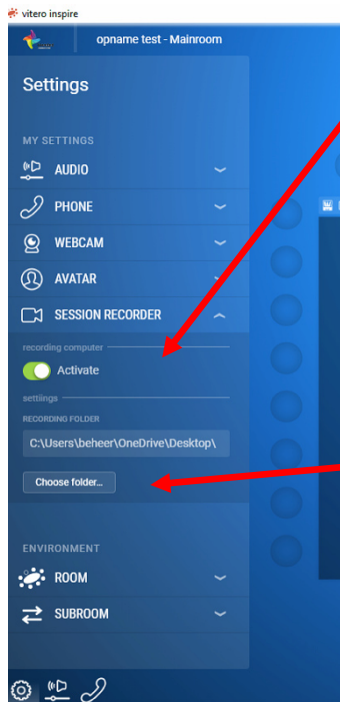 vitero inspire
opname test - Mainroom
Settings
MY SETTINGS
AUDIO
PHONE
WEBCAM
AVATAR
SESSION RECORDER
recording computer
Activate
settiings
RECORDING FOLDER
C:\Users\beheer\OneDrive\Desktop\
Choose folder...
ENVIRONMENT
ROOM
SUBROOM